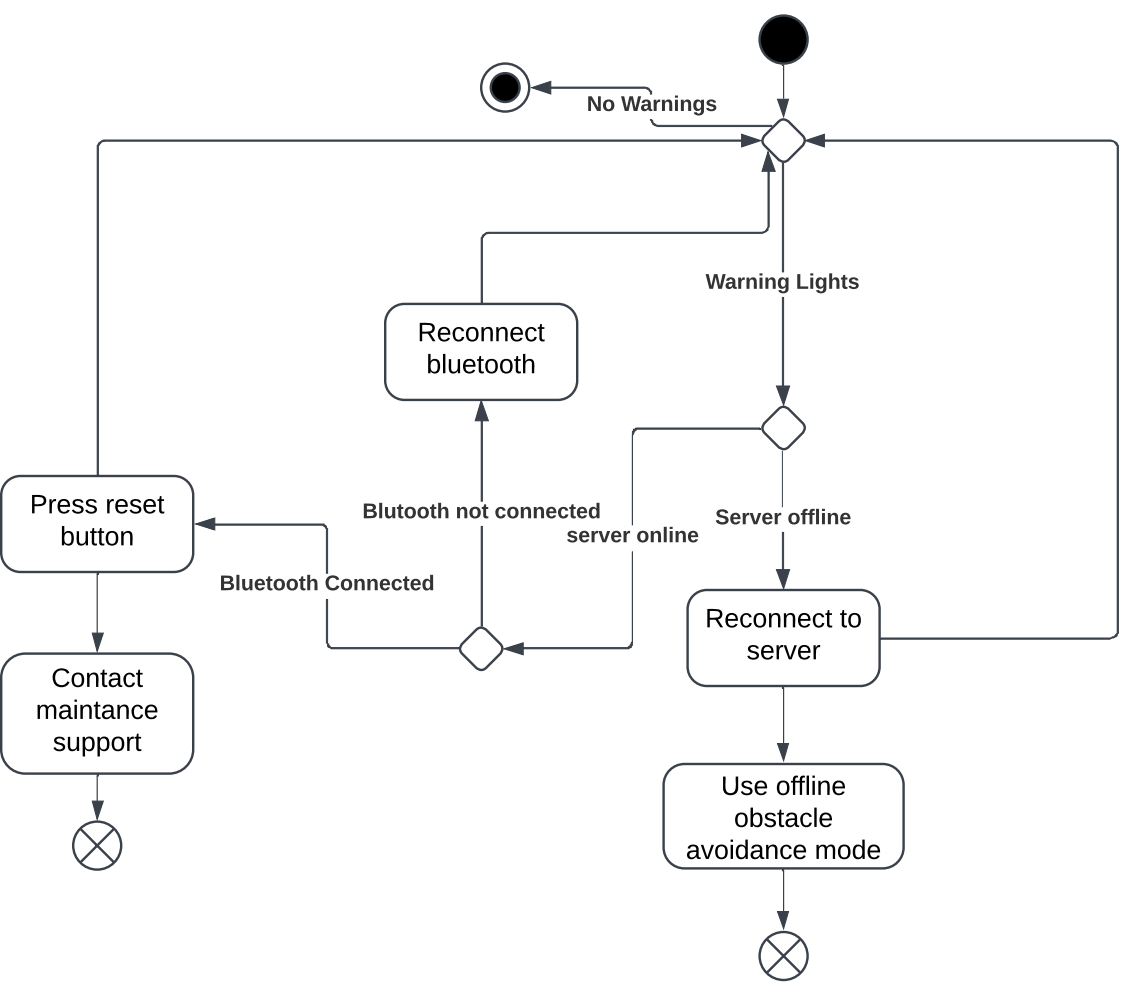 No Warnings
Warning Lights
Reconnect
bluetooth
Press reset
button
Blutooth not connected
server online
Server offline
Bluetooth Connected
Reconnect to
server
Contact
maintance
support
Use offline
obstacle
avoidance mode